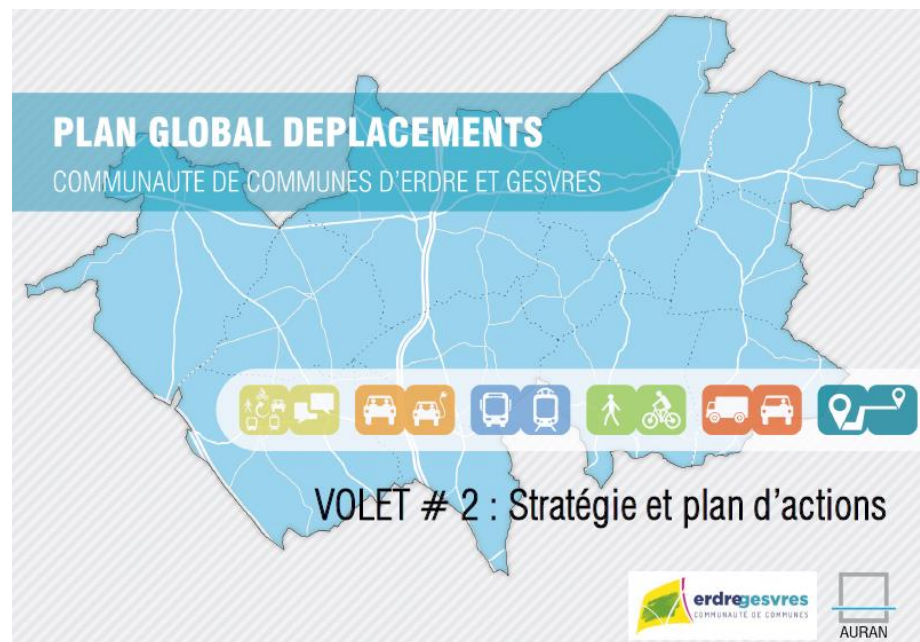 PLAN GLOBAL DEPLACEMENTS
COMMUNAUTE DE COMMUNES D'ERDRE ET GESVRES
VOLET # 2 : Stratégie et plan d'actions
erdregesvres
COMMUNAUTÉ DE COMMUNES
AURAN